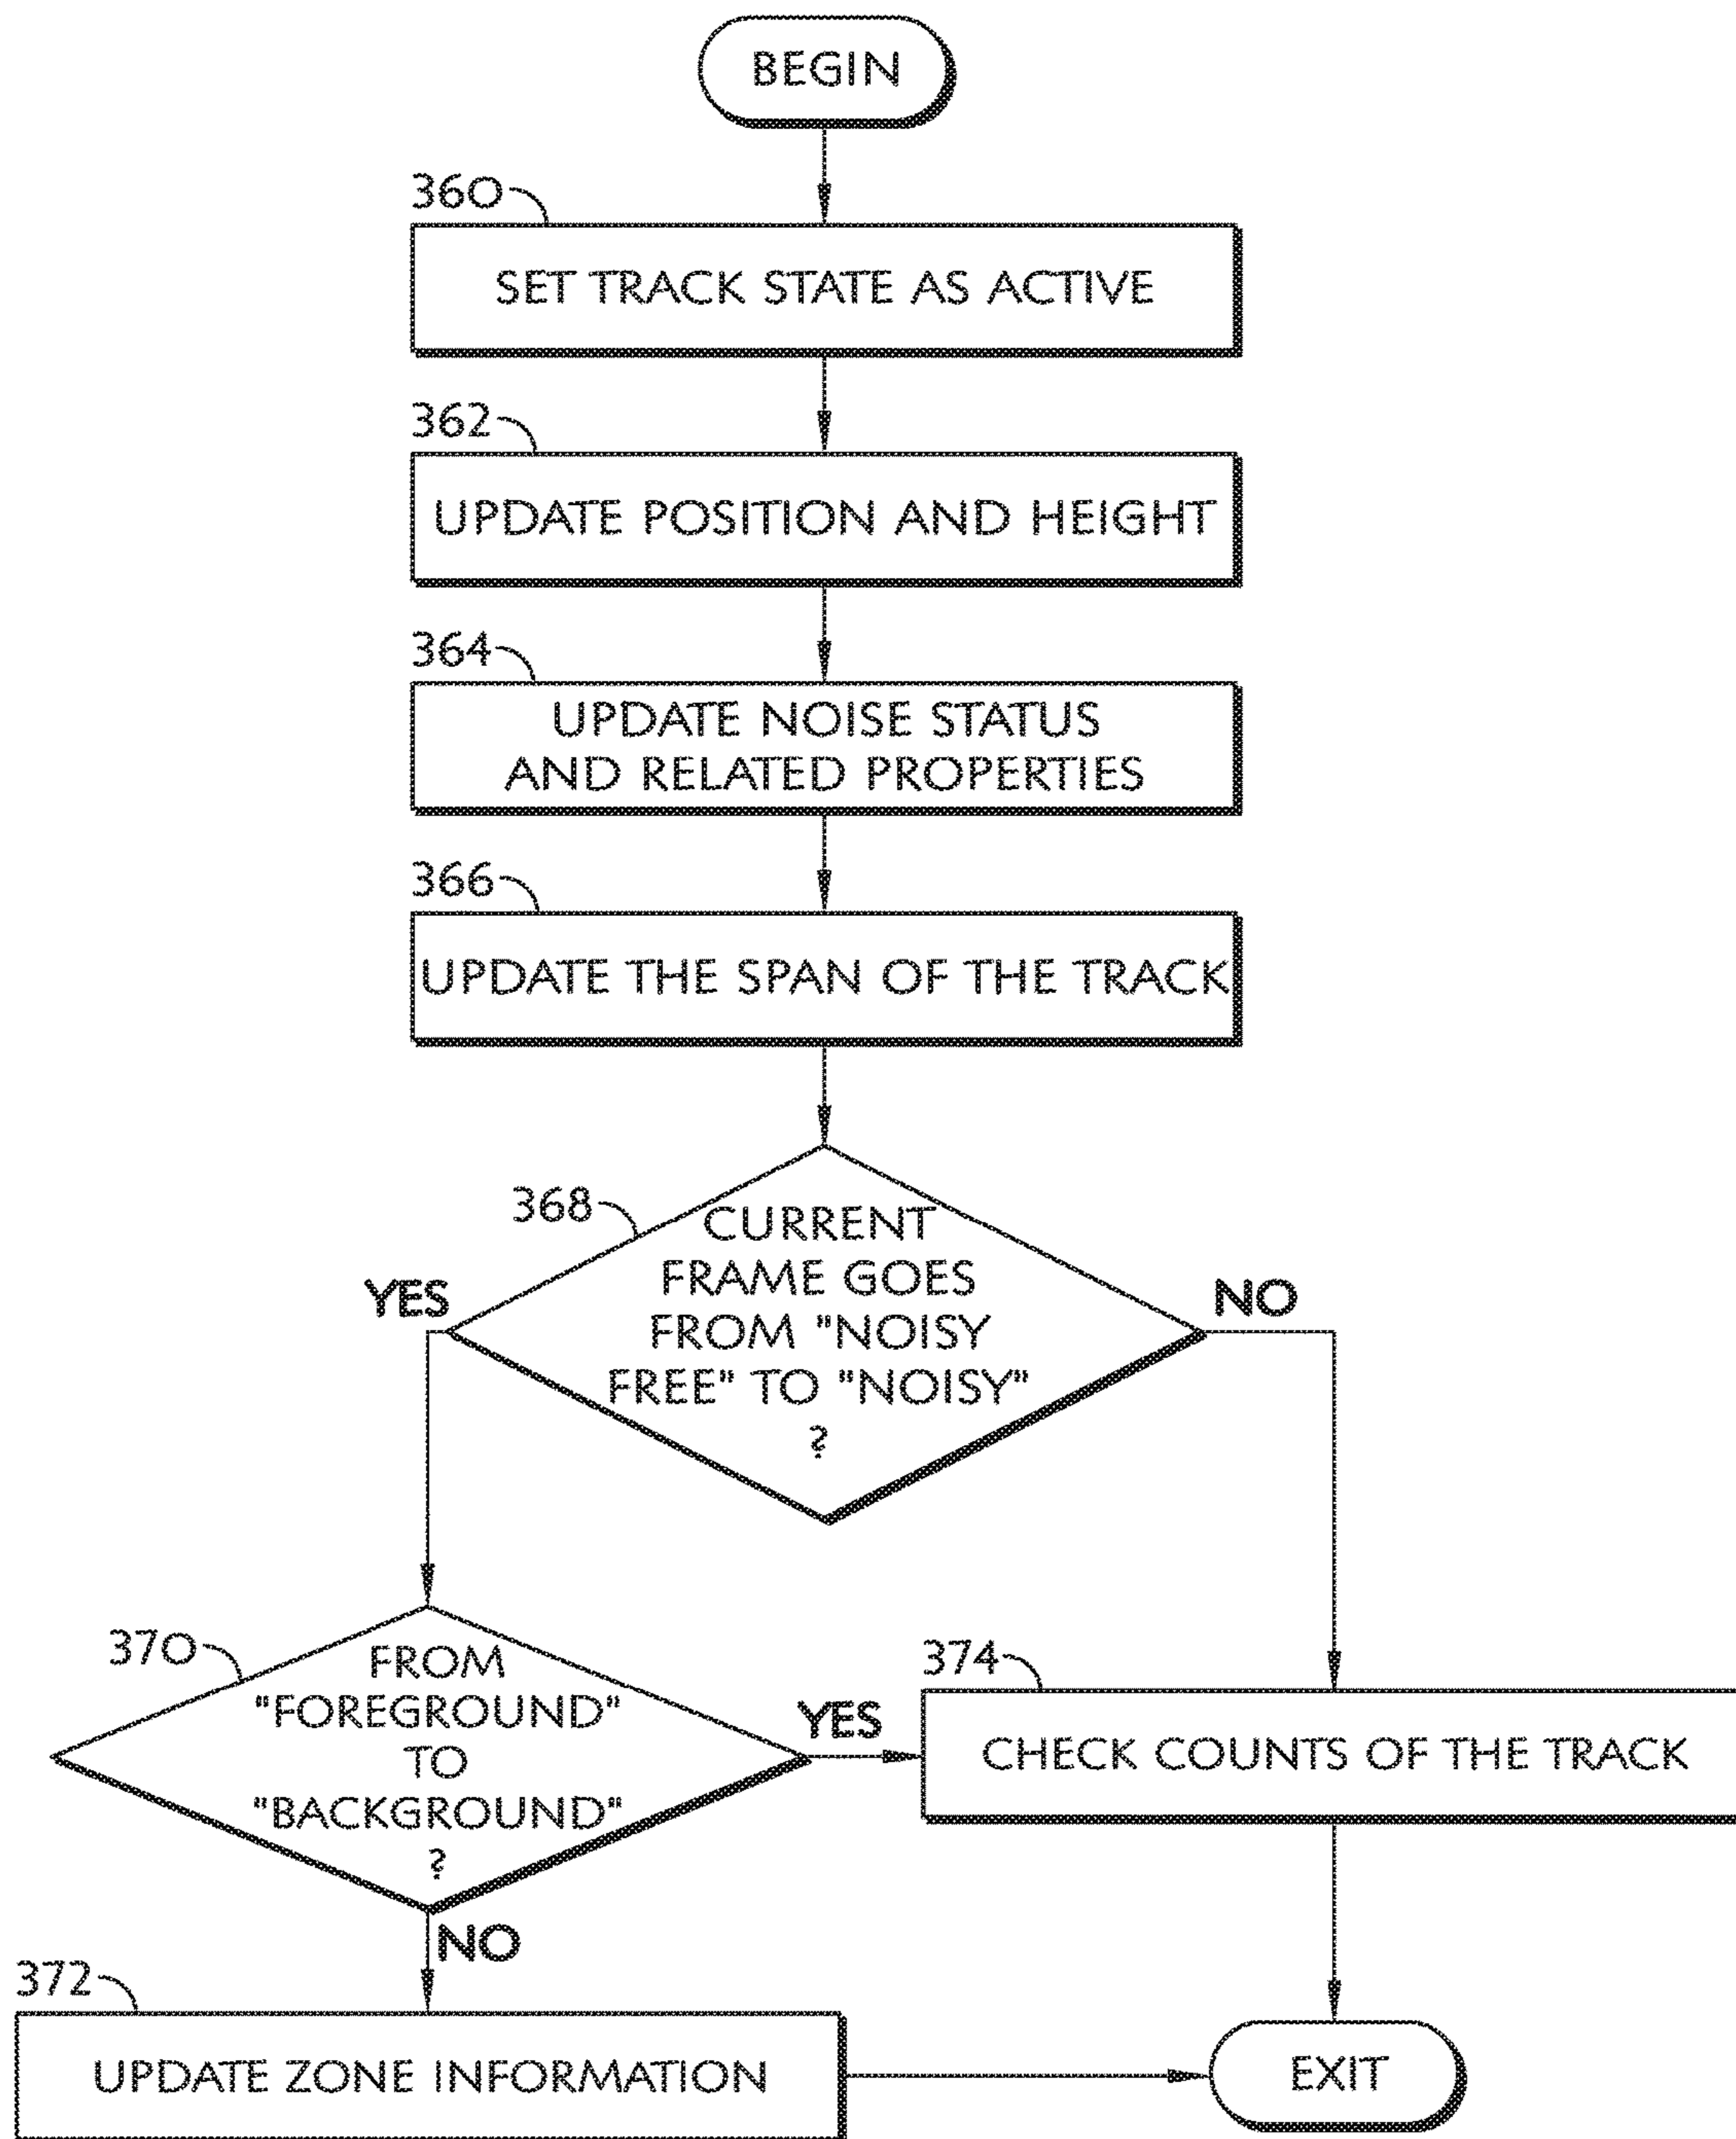 BEGIN
360
SET TRACK STATE AS ACTIVE
362
UPDATE POSITION AND HEIGHT
364
UPDATE NOISE STATUS
AND RELATED PROPERTIES
366
UPDATE THE SPAN OF THE TRACK
368
CURRENT
FRAME GOES
FROM "NOISY
FREE" TO "NOISY"
?
YES
NO
370
FROM
"FOREGROUND"
TO
"BACKGROUND"
?
YES
374
CHECK COUNTS OF THE TRACK
NO
372
UPDATE ZONE INFORMATION
EXIT